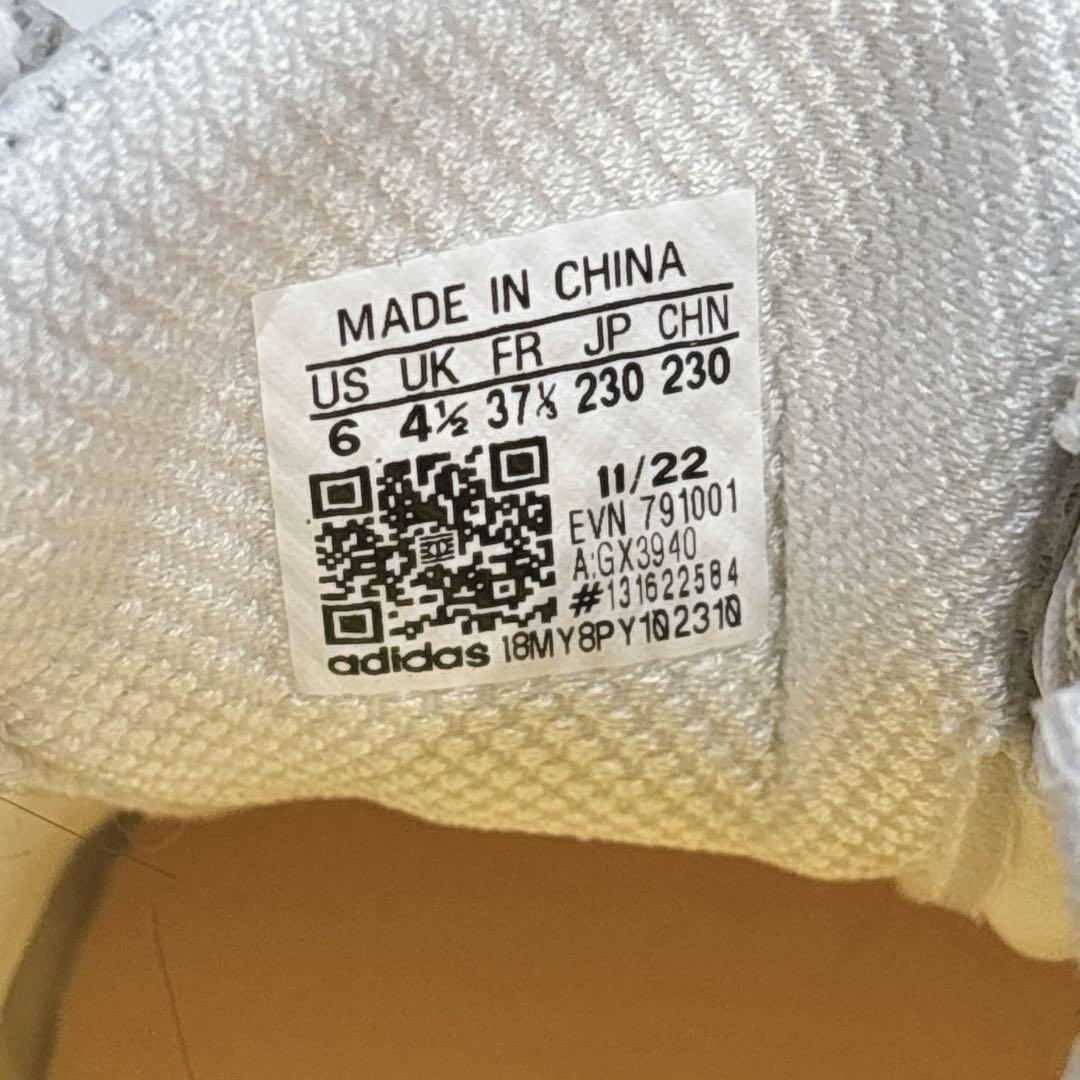 MADE IN CHINA
US UK FR JP CHN
6 4½ 37⅓ 230 230
11/22
EVN 791001
A:GX3940
#131622584
adidas 18MY8PY102310